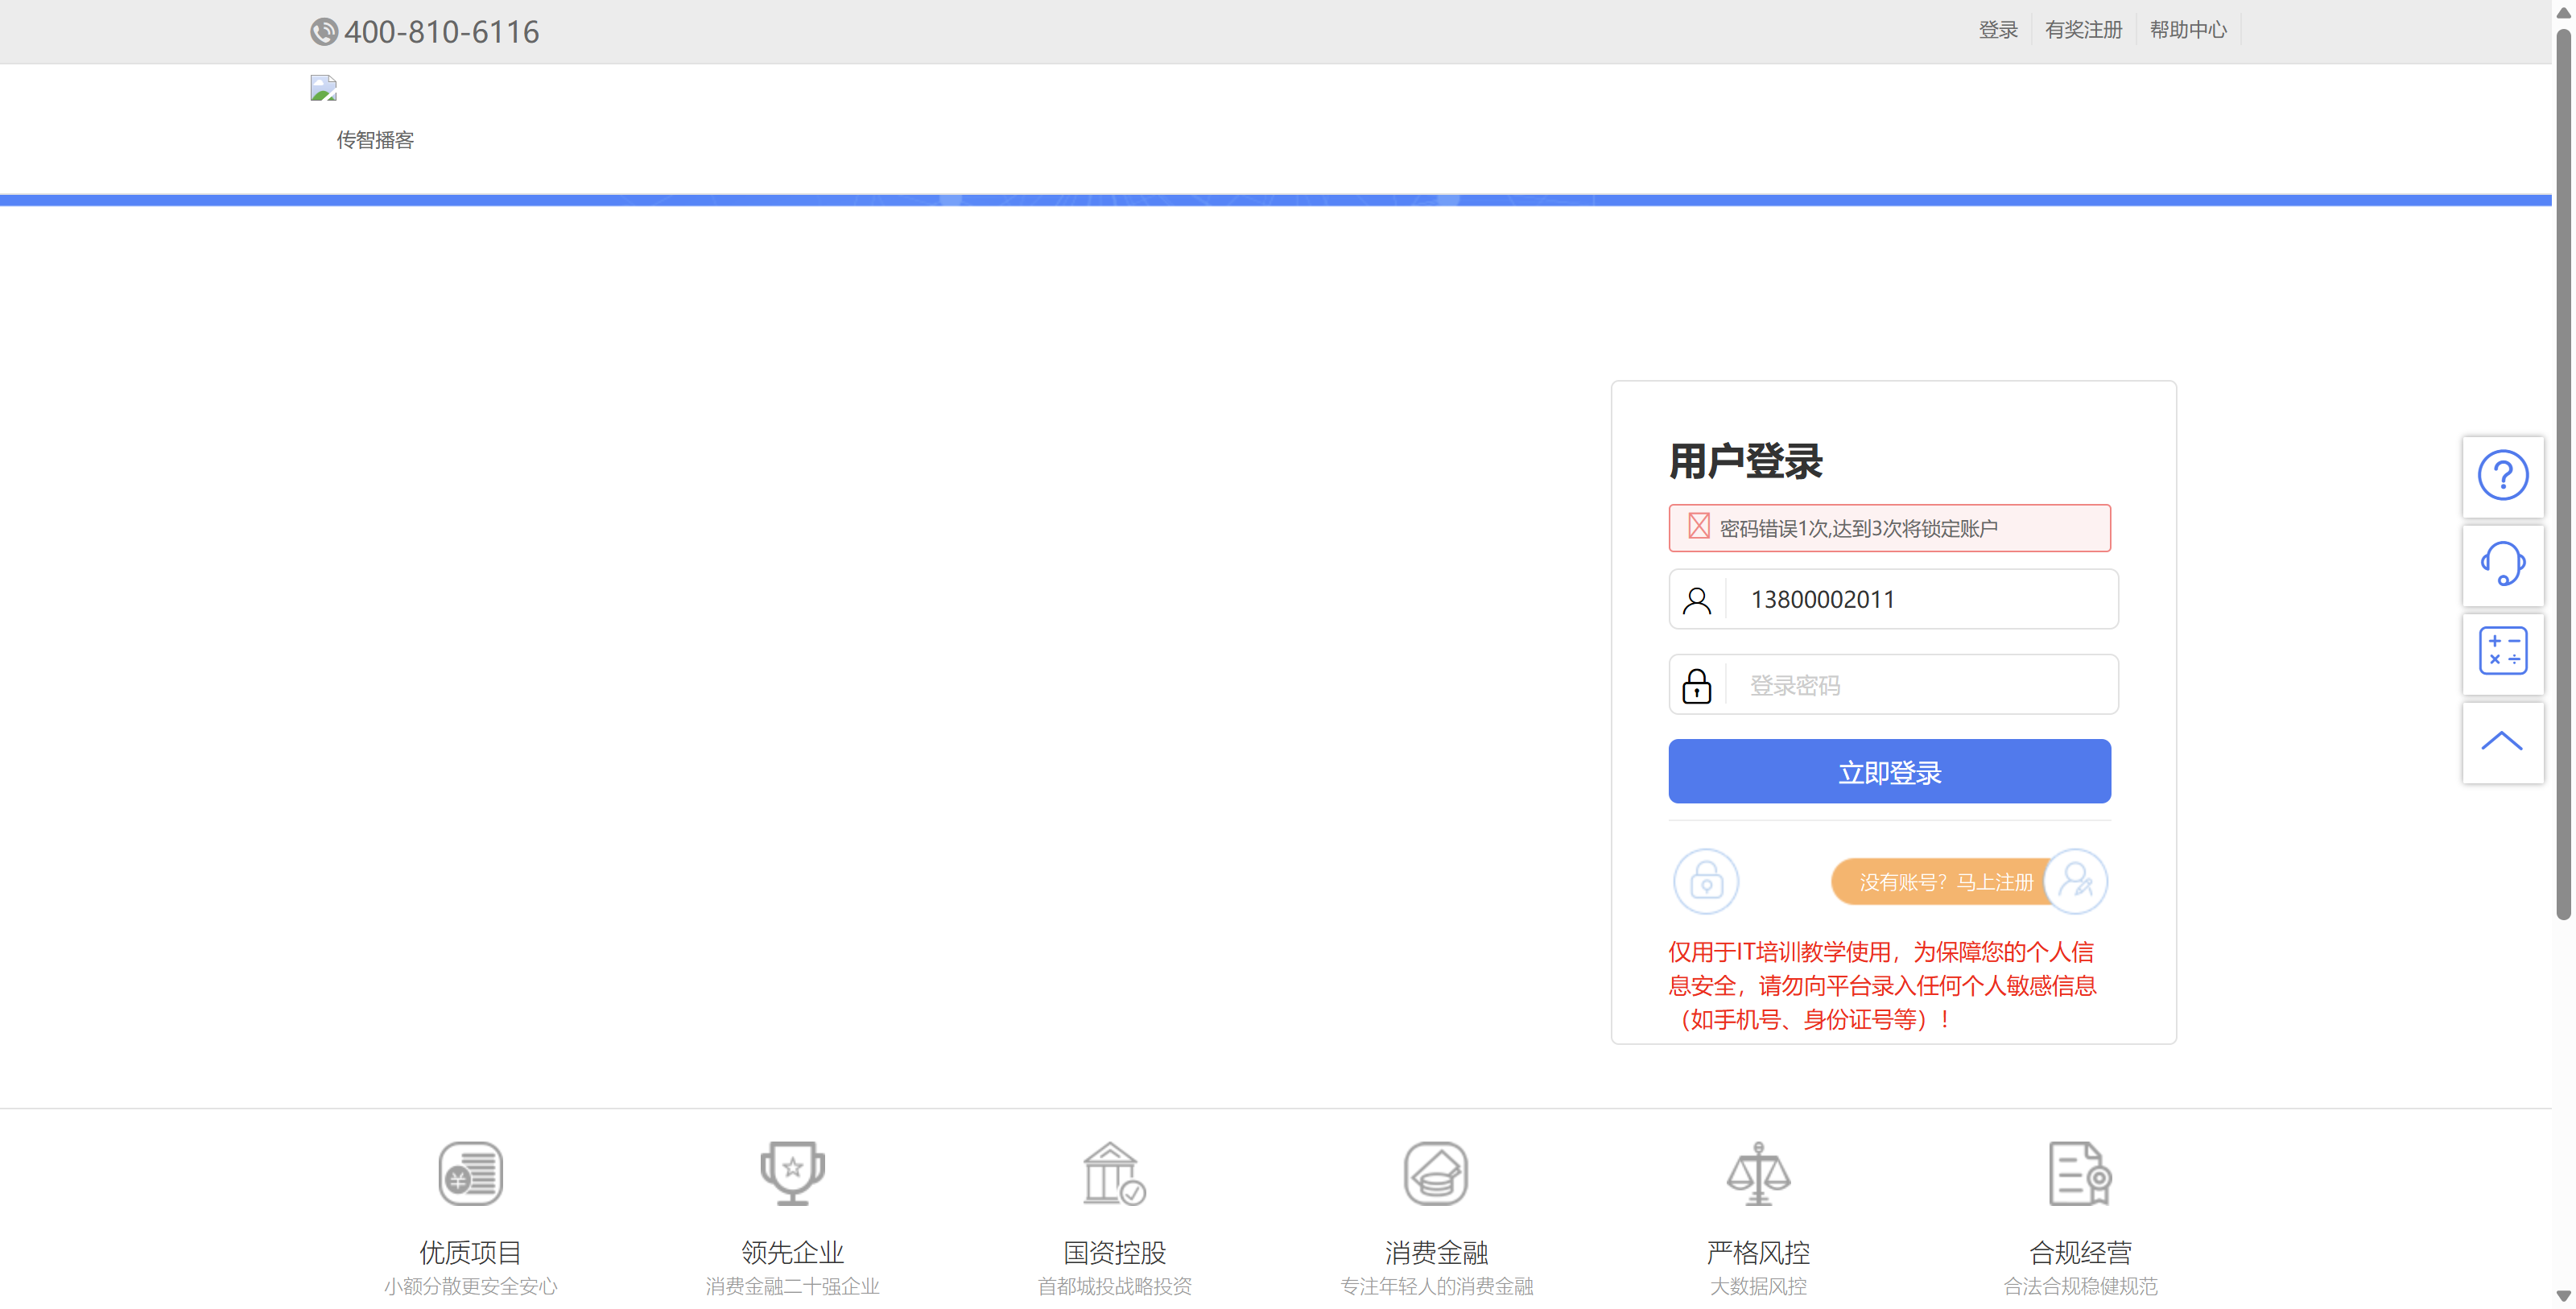 400-810-6116
登录 有奖注册 帮助中心
传智播客
用户登录
密码错误1次,达到3次将锁定账户
13800002011
登录密码
立即登录
没有账号？马上注册
仅用于IT培训教学使用，为保障您的个人信
息安全，请勿向平台录入任何个人敏感信息
（如手机号、身份证号等）！
优质项目 领先企业 国资控股 消费金融 严格风控 合规经营
小额分散更安全安心 消费金融二十强企业 首都城投战略投资 专注年轻人的消费金融 大数据风控 合法合规稳健规范